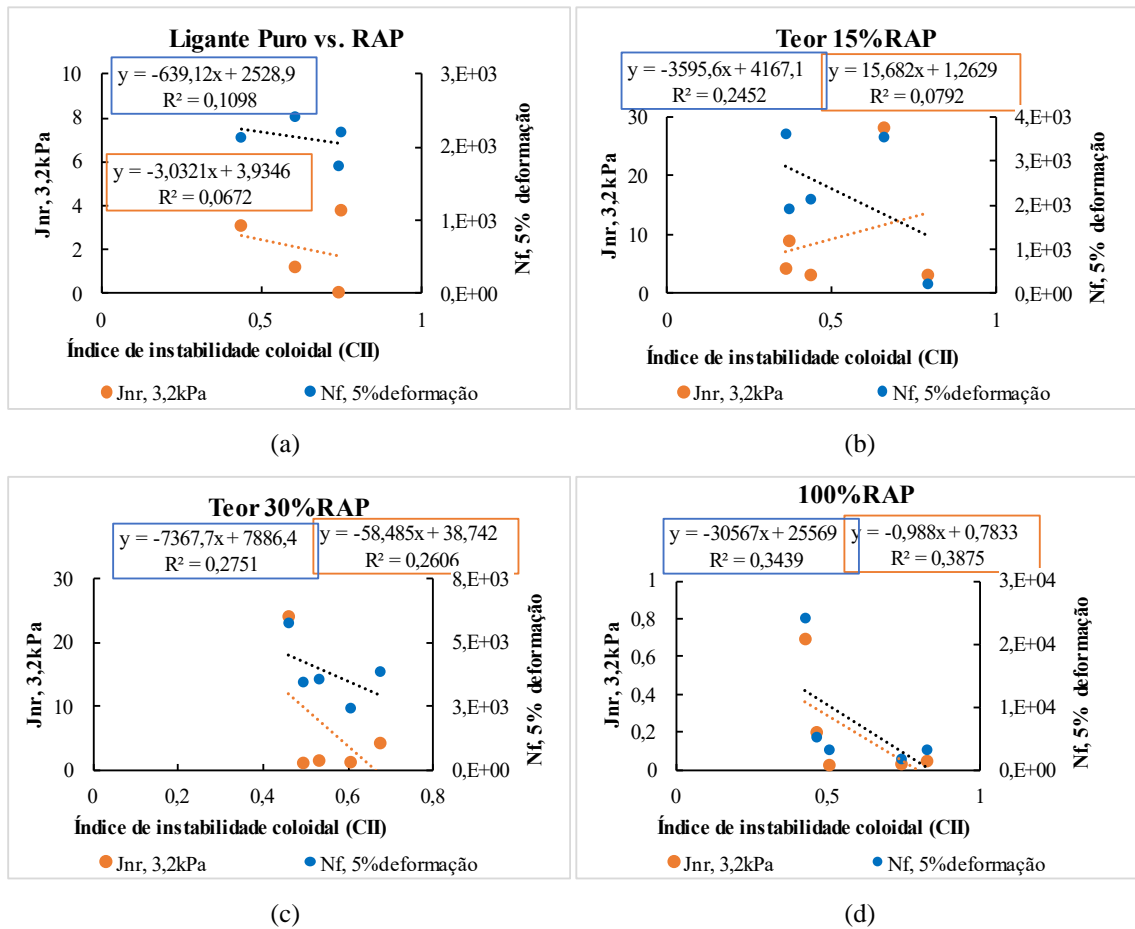 Ligante Puro vs. RAP
y = -639,12x + 2528,9
R² = 0,1098
y = -3,0321x + 3,9346
R² = 0,0672
10
8
6
4
2
0
Jnr, 3,2kPa
3,E+03
2,E+03
1,E+03
0,E+00
Nf, 5% deformação
0
0,5
1
Índice de instabilidade coloidal (CII)
Jnr, 3,2kPa
Nf, 5%deformação
(a)
Teor 15%RAP
y = -3595,6x + 4167,1
R² = 0,2452
y = 15,682x + 1,2629
R² = 0,0792
30
20
10
0
Jnr, 3,2kPa
4,E+03
3,E+03
2,E+03
1,E+03
0,E+00
Nf, 5% deformação
0
0,5
1
Índice de instabilidade coloidal (CII)
Jnr, 3,2kPa
Nf, 5%deformação
(b)
Teor 30%RAP
y = -7367,7x + 7886,4
R² = 0,2751
y = -58,485x + 38,742
R² = 0,2606
30
20
10
0
Jnr, 3,2kPa
8,E+03
5,E+03
3,E+03
0,E+00
Nf, 5% deformação
0
0,2
0,4
0,6
0,8
Índice de instabilidade coloidal (CII)
Jnr, 3,2kPa
Nf, 5%deformação
(c)
100%RAP
y = -30567x + 25569
R² = 0,3439
y = -0,988x + 0,7833
R² = 0,3875
1
0,8
0,6
0,4
0,2
0
Jnr, 3,2kPa
3,E+04
2,E+04
1,E+04
0,E+00
Nf, 5% deformação
0
0,5
1
Índice de instabilidade coloidal (CII)
Jnr, 3,2kPa
Nf, 5%deformação
(d)